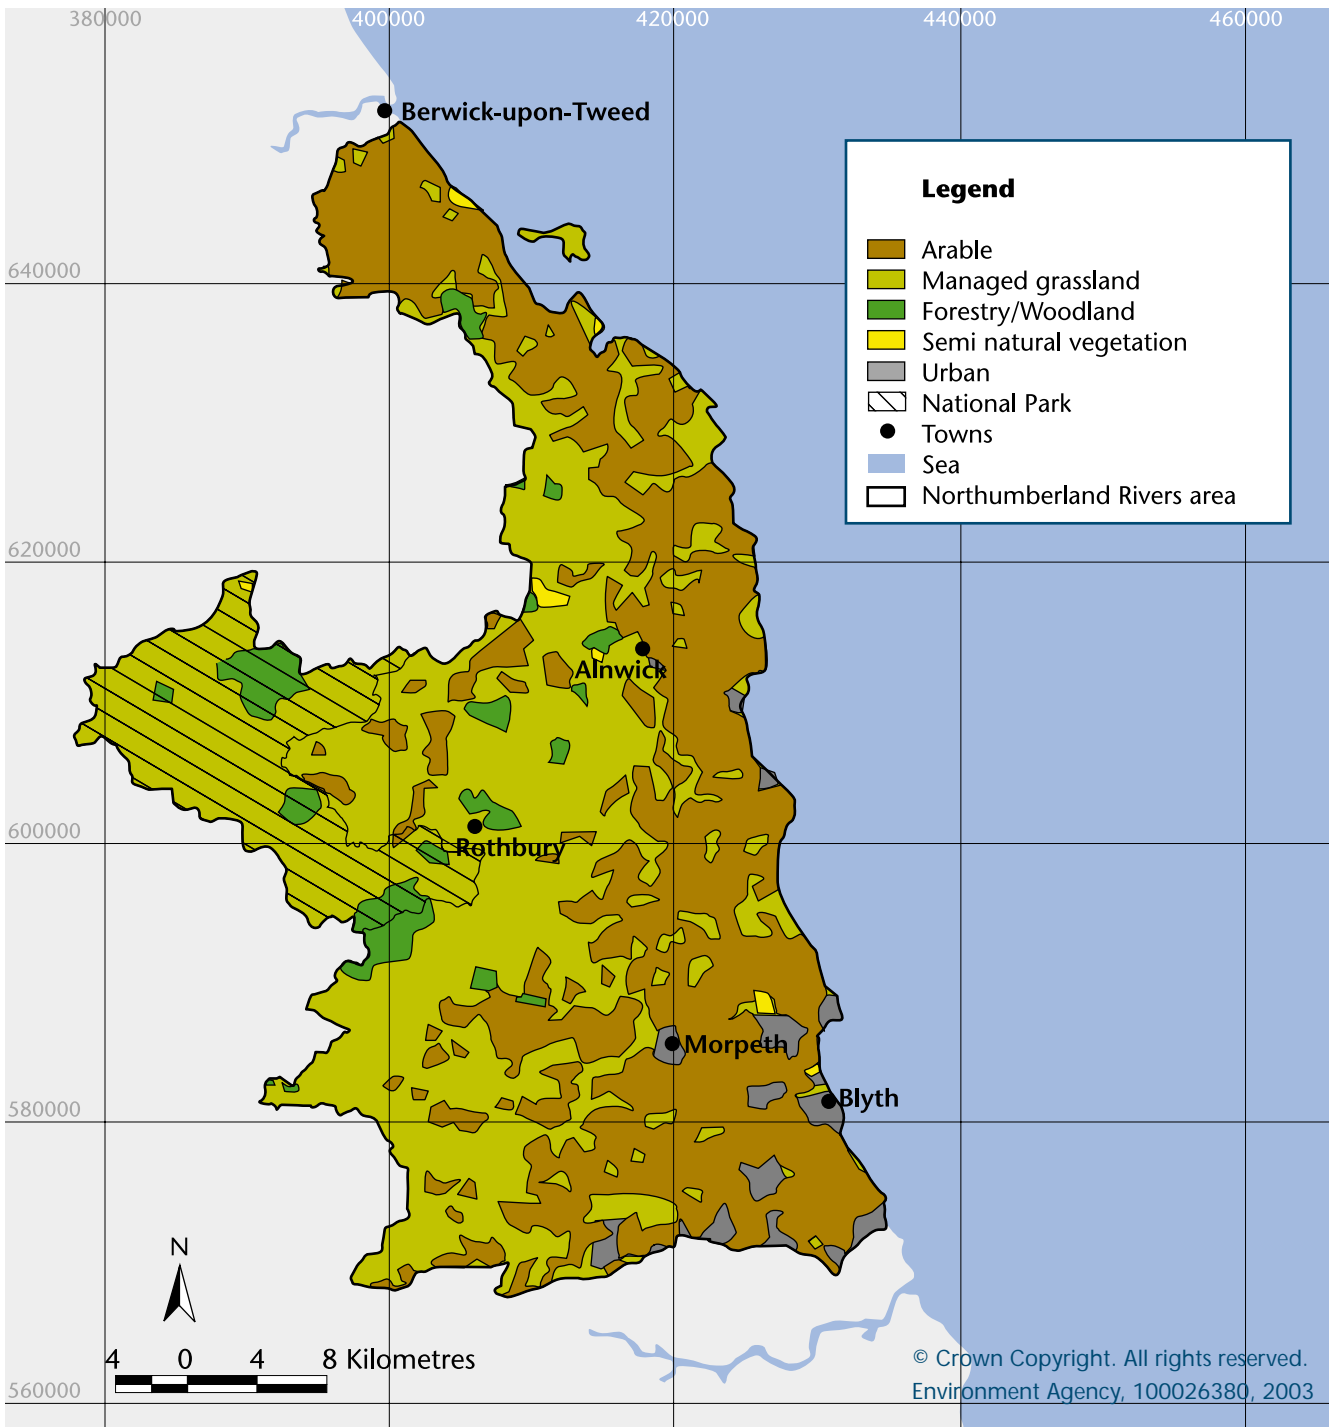 380000 400000 420000 440000 460000
Berwick-upon-Tweed
Legend
Arable
Managed grassland
Forestry/Woodland
Semi natural vegetation
Urban
National Park
Towns
Sea
Northumberland Rivers area
640000
620000
Alnwick
600000
Rothbury
Morpeth
Blyth
580000
N
4 0 4 8 Kilometres
560000
© Crown Copyright. All rights reserved.
Environment Agency, 100026380, 2003